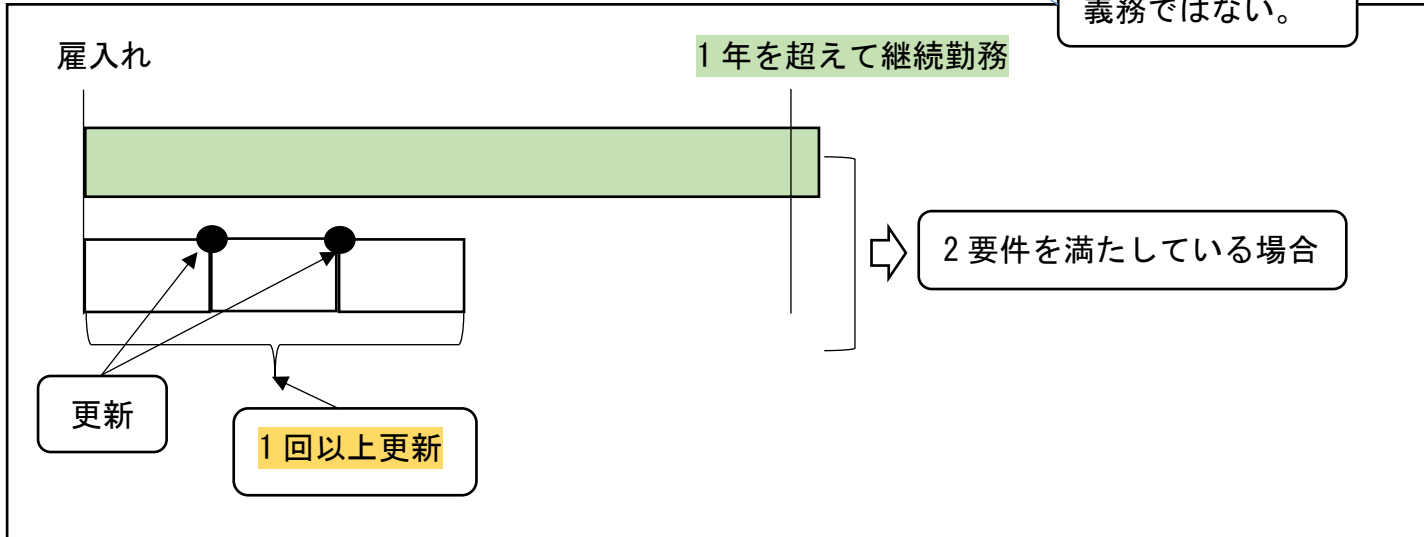 義務ではない。
雇入れ
1年を超えて継続勤務
2要件を満たしている場合
更新
1回以上更新